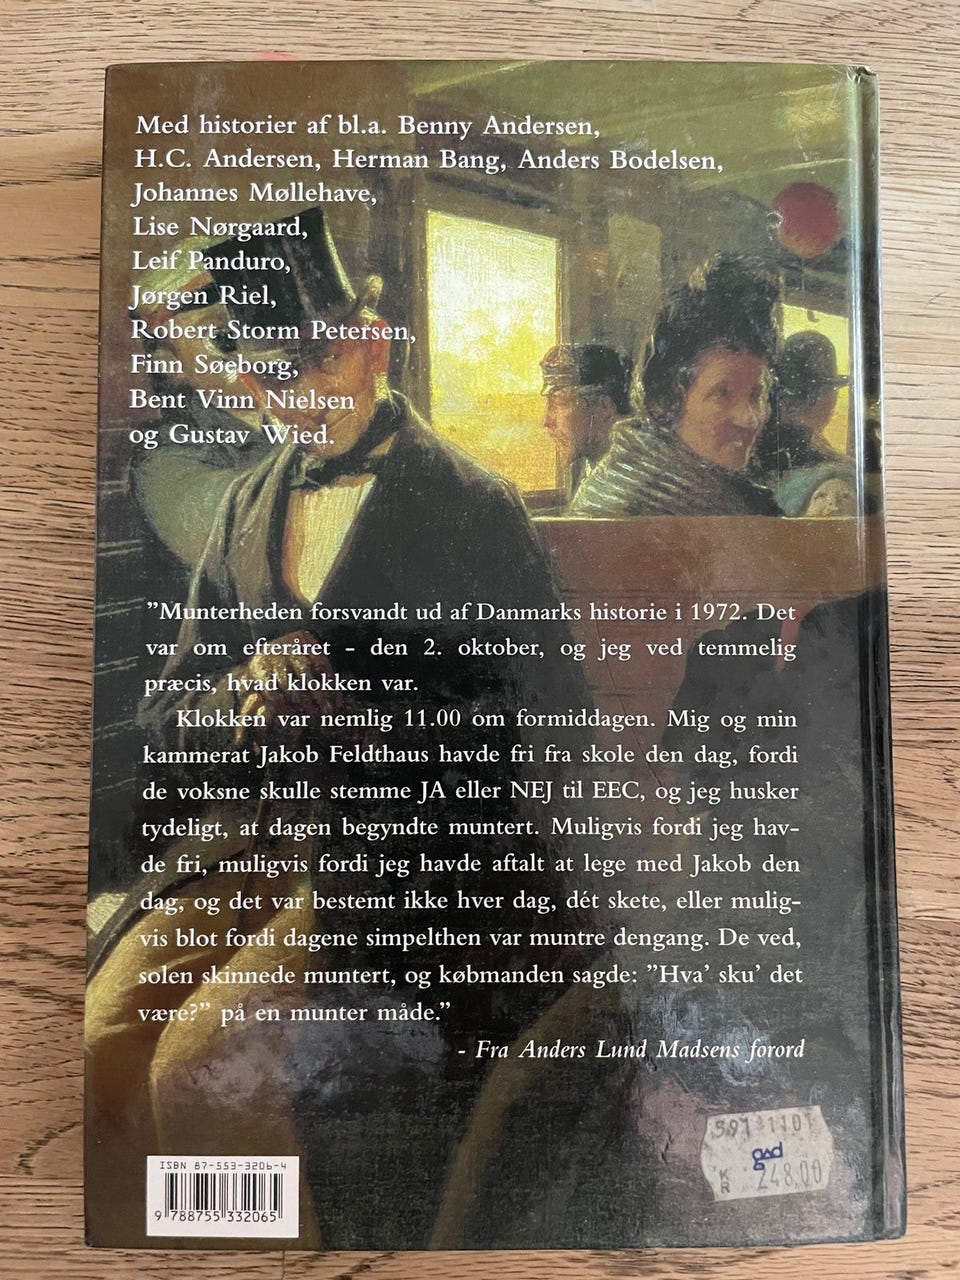 Med historier af bl.a. Benny Andersen,
H.C. Andersen, Herman Bang, Anders Bodelsen,
Johannes Møllehave,
Lise Nørgaard,
Leif Panduro,
Jørgen Riel,
Robert Storm Petersen,
Finn Søeborg,
Bent Vinn Nielsen
og Gustav Wied.
”Munterheden forsvandt ud af Danmarks historie i 1972. Det
var om efteråret – den 2. oktober, og jeg ved temmelig
præcis, hvad klokken var.
Klokken var nemlig 11.00 om formiddagen. Mig og min
kammerat Jakob Feldthaus havde fri fra skole den dag, fordi
de voksne skulle stemme JA eller NEJ til EEC, og jeg husker
tydeligt, at dagen begyndte muntert. Muligvis fordi jeg hav-
de fri, muligvis fordi jeg havde aftalt at lege med Jakob den
dag, og det var bestemt ikke hver dag, dét skete, eller mulig-
vis blot fordi dagene simpelthen var muntre dengang. De ved,
solen skinnede muntert, og købmanden sagde: ”Hva’ sku’ det
være?” på en munter måde.”
- Fra Anders Lund Madsens forord
591 1101
gad
KR 248.00
ISBN 87-553-3206-4
9 788755 332065